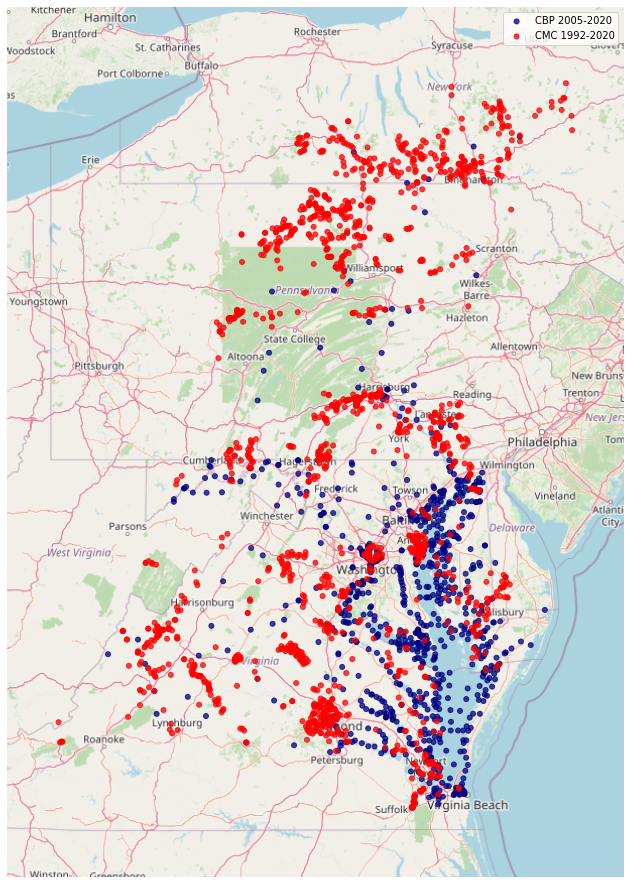 Kitchener
Hamilton
Brantford
Woodstock
St. Catharines
Port Colborne
Buffalo
Rochester
Syracuse
CBP 2005-2020
CMC 1992-2020
New York
Erie
Binghamton
Scranton
Williamsport
Wilkes-
Barre
Pennsylvania
Youngstown
Hazleton
State College
Allentown
Altoona
Pittsburgh
New Bruns
Harrisburg
Reading
Trenton
New Jers
Lancaster
York
Philadelphia
Tom
Cumberland
Hagerstown
Wilmington
Frederick
Towson
Vineland
Winchester
Atlantic
City
Parsons
Delaware
West Virginia
Washington
Harrisonburg
Salisbury
Virginia
Lynchburg
mond
Roanoke
Petersburg
Newport
Suffolk
Virginia Beach
Winston-
Greensboro